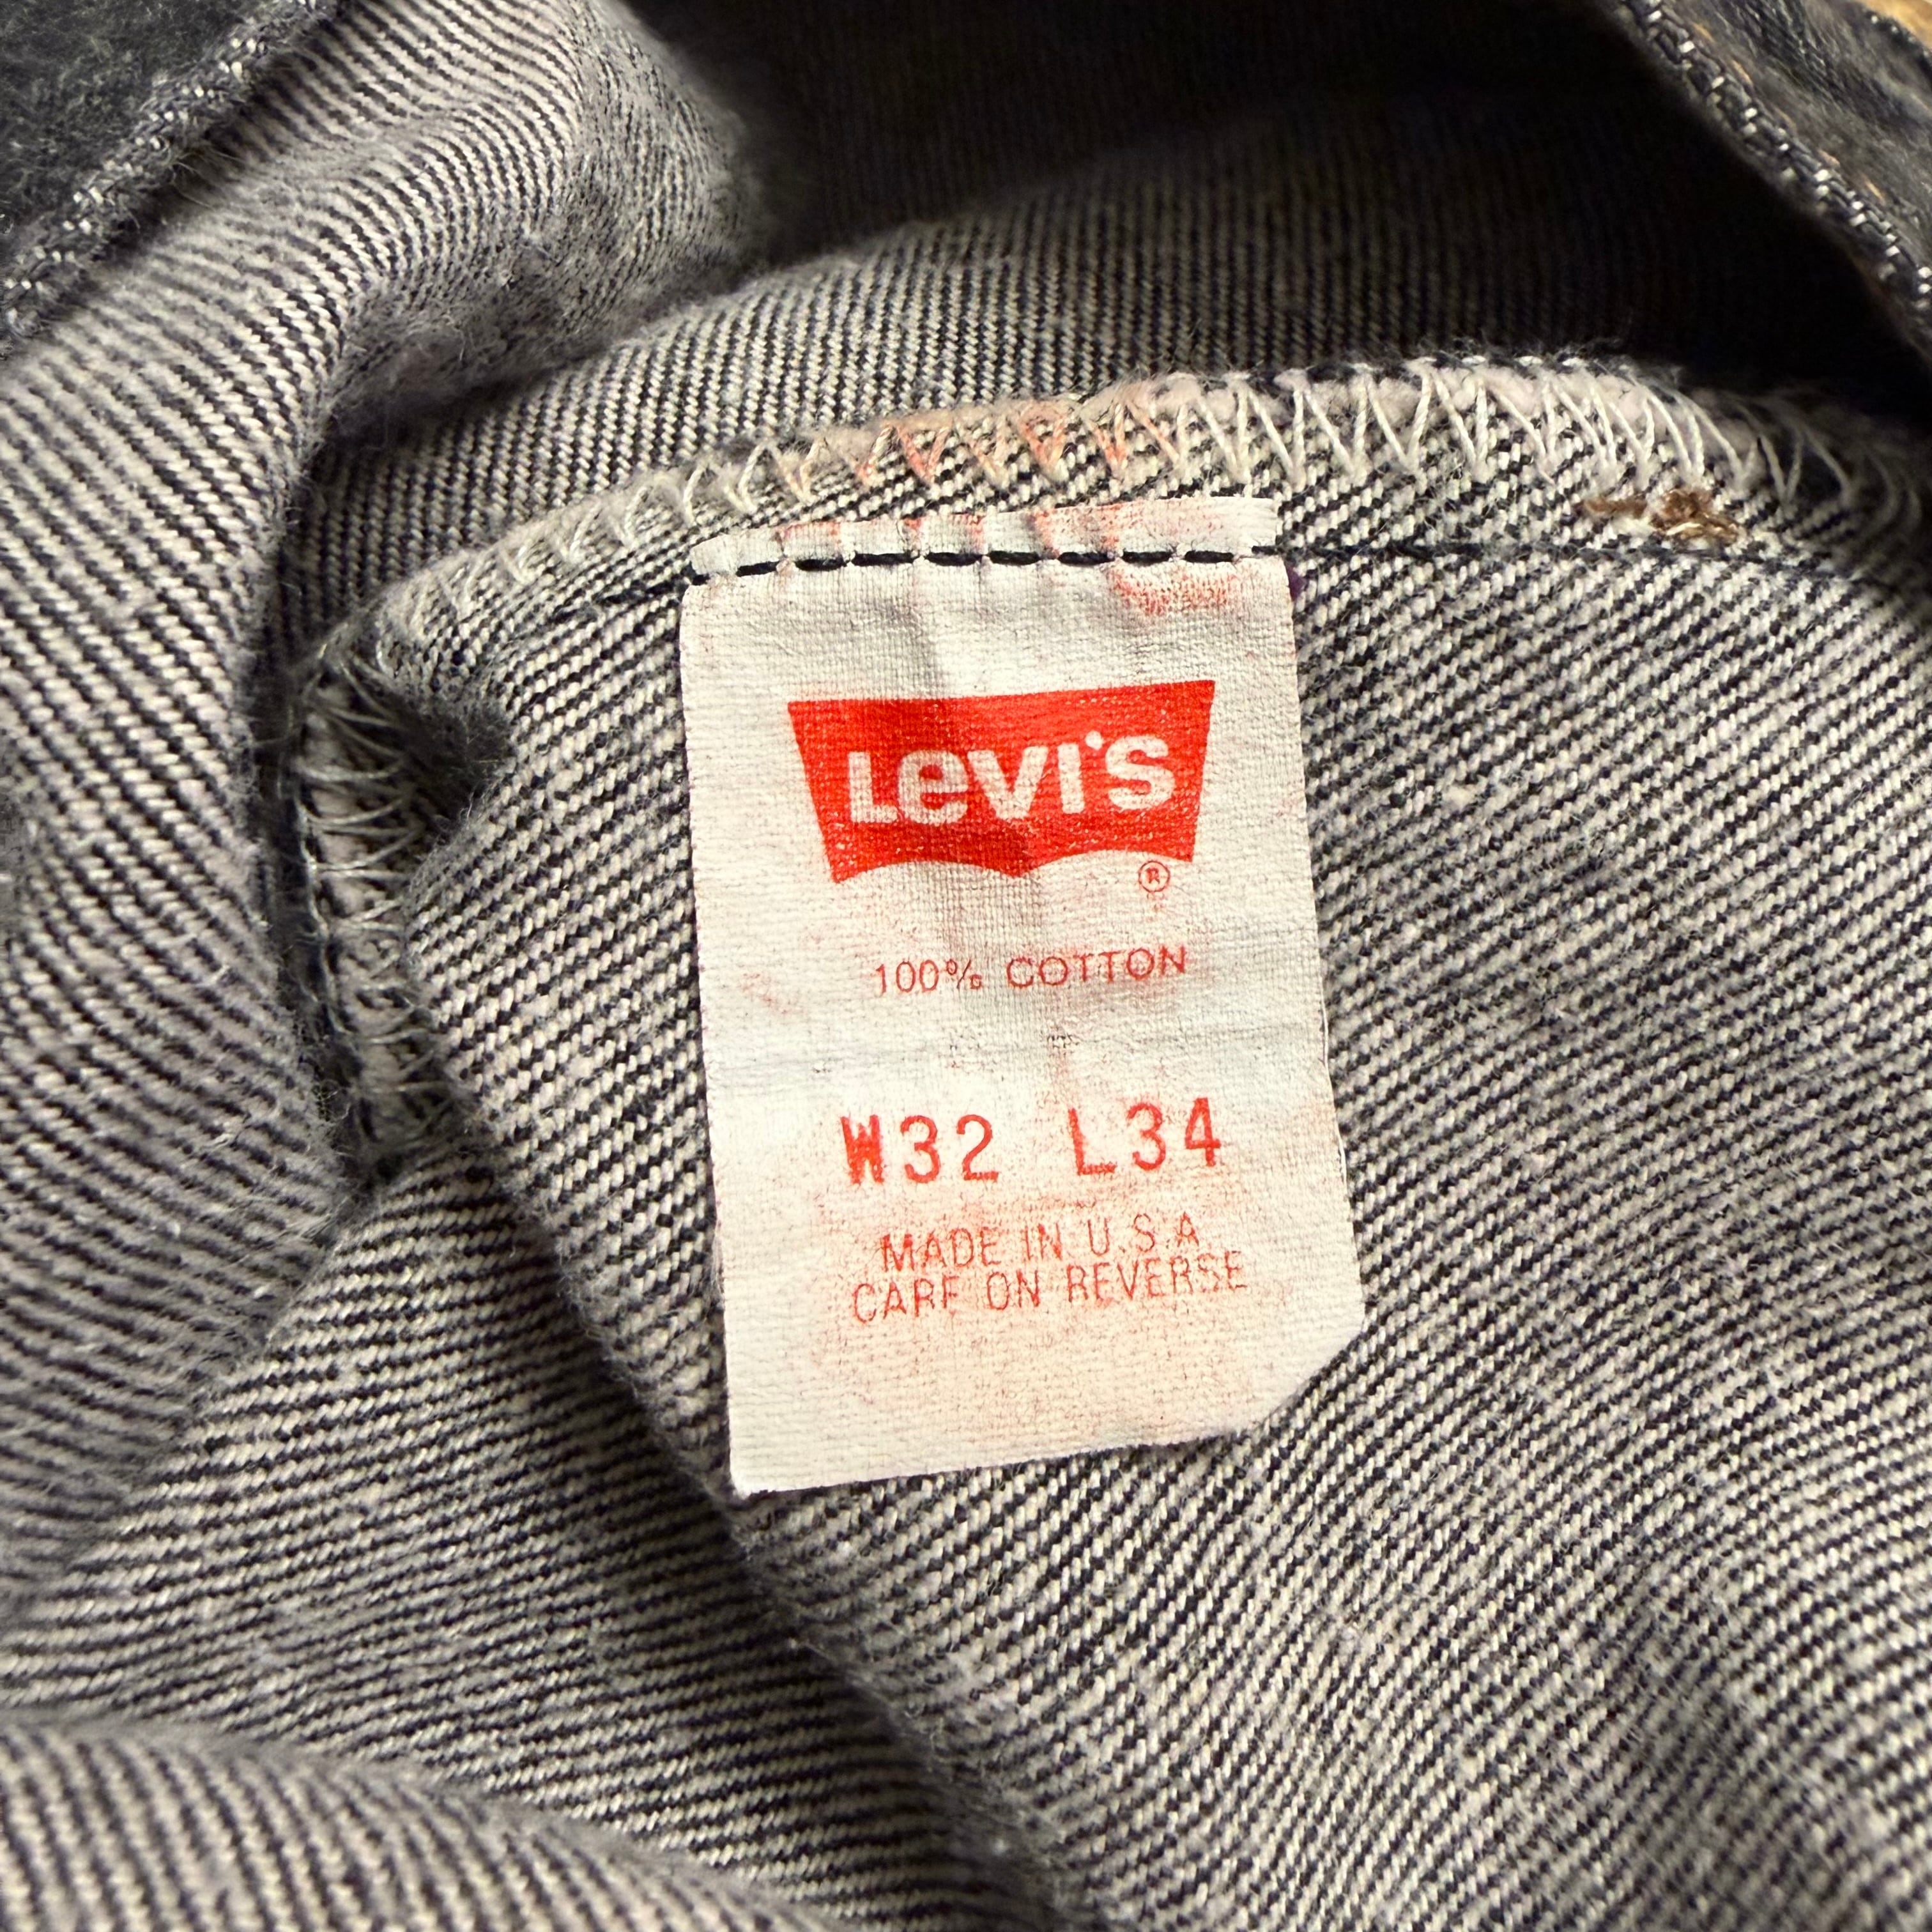 Levi's
®
100% COTTON
W32 L34
MADE IN U.S.A
CARE ON REVERSE